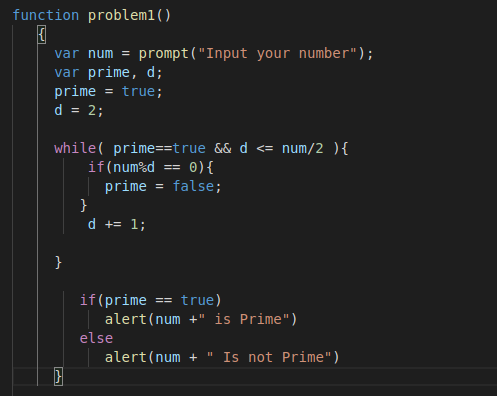 function problem1()
{
var num = prompt("Input your number");
var prime, d;
prime = true;
d = 2;
while( prime==true && d <= num/2 ){
if(num%d == 0){
prime = false;
}
d += 1;
}
if(prime == true)
alert(num +" is Prime")
else
alert(num + " Is not Prime")
}